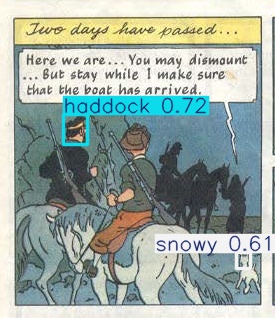 Two days have passed...
Here we are... You may dismount
... But stay while I make sure
that the boat has arrived.
haddock 0.72
snowy 0.61